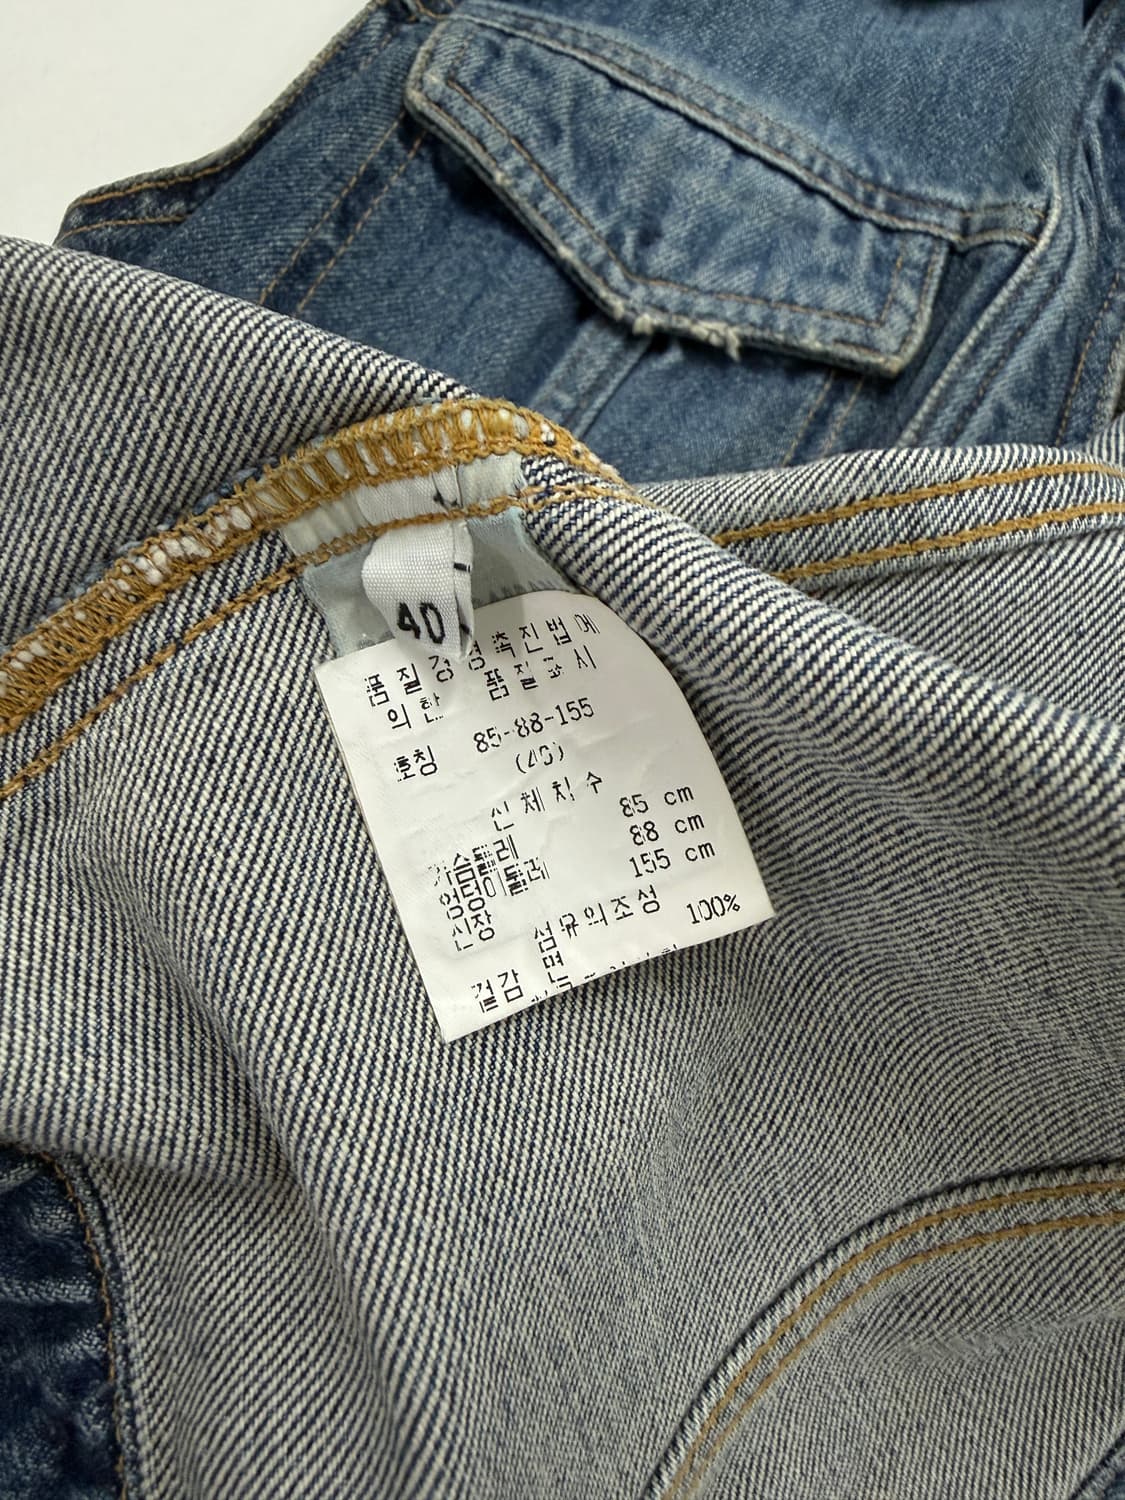 40
품 질 경 영 촉 진 법 에
의 한 품 질 표 시
호칭 85-88-155
(40)
신 체 치 수
가슴둘레 85 cm
엉덩이둘레 88 cm
신장 155 cm
섬유의조성
겉감 면 100%